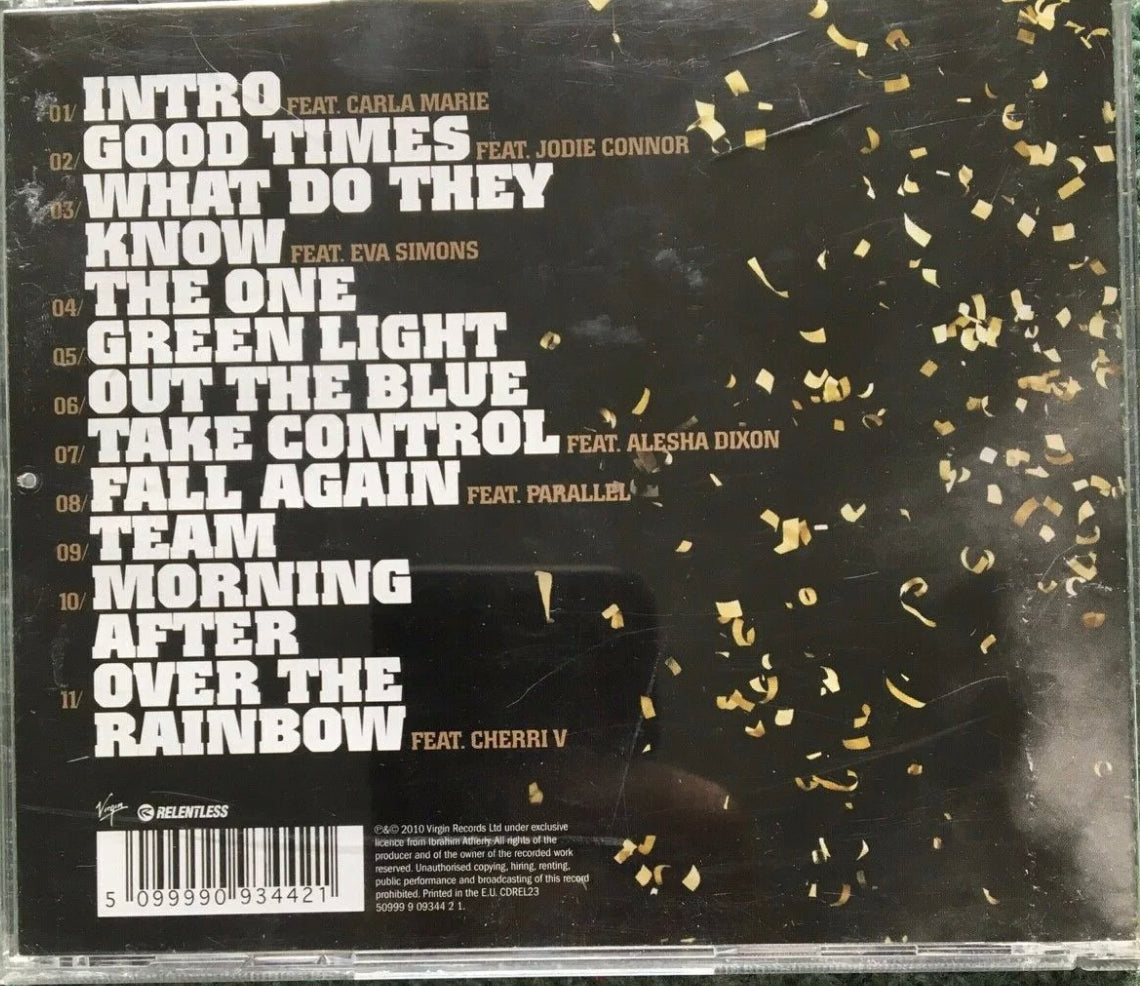 01/ INTRO FEAT. CARLA MARIE
02/ GOOD TIMES FEAT. JODIE CONNOR
03/ WHAT DO THEY
KNOW FEAT. EVA SIMONS
04/ THE ONE
05/ GREEN LIGHT
06/ OUT THE BLUE
07/ TAKE CONTROL FEAT. ALESHA DIXON
08/ FALL AGAIN FEAT. PARALLEL
09/ TEAM
10/ MORNING
AFTER
11/ OVER THE
RAINBOW FEAT. CHERRI V
Virgin RELENTLESS
5 099990 934421
℗&© 2010 Virgin Records Ltd under exclusive
licence from Ibrahim Atferly All rights of the
producer and of the owner of the recorded work
reserved. Unauthorised copying, hiring, renting,
public performance and broadcasting of this record
prohibited. Printed in the E.U. CDREL23
50999 9 09344 2 1.